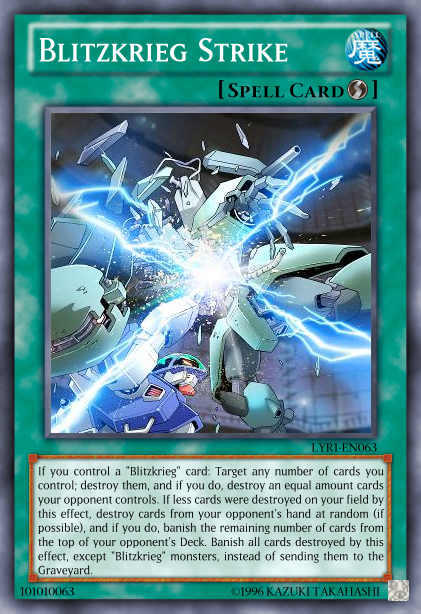 Blitzkrieg Strike
SPELL
魔
[Spell Card]
LYR1-EN063
If you control a "Blitzkrieg" card: Target any number of cards you
control; destroy them, and if you do, destroy an equal amount cards
your opponent controls. If less cards were destroyed on your field by
this effect, destroy cards from your opponent's hand at random (if
possible), and if you do, banish the remaining number of cards from
the top of your opponent's Deck. Banish all cards destroyed by this
effect, except "Blitzkrieg" monsters, instead of sending them to the
Graveyard.
101010063
©1996 KAZUKI TAKAHASHI